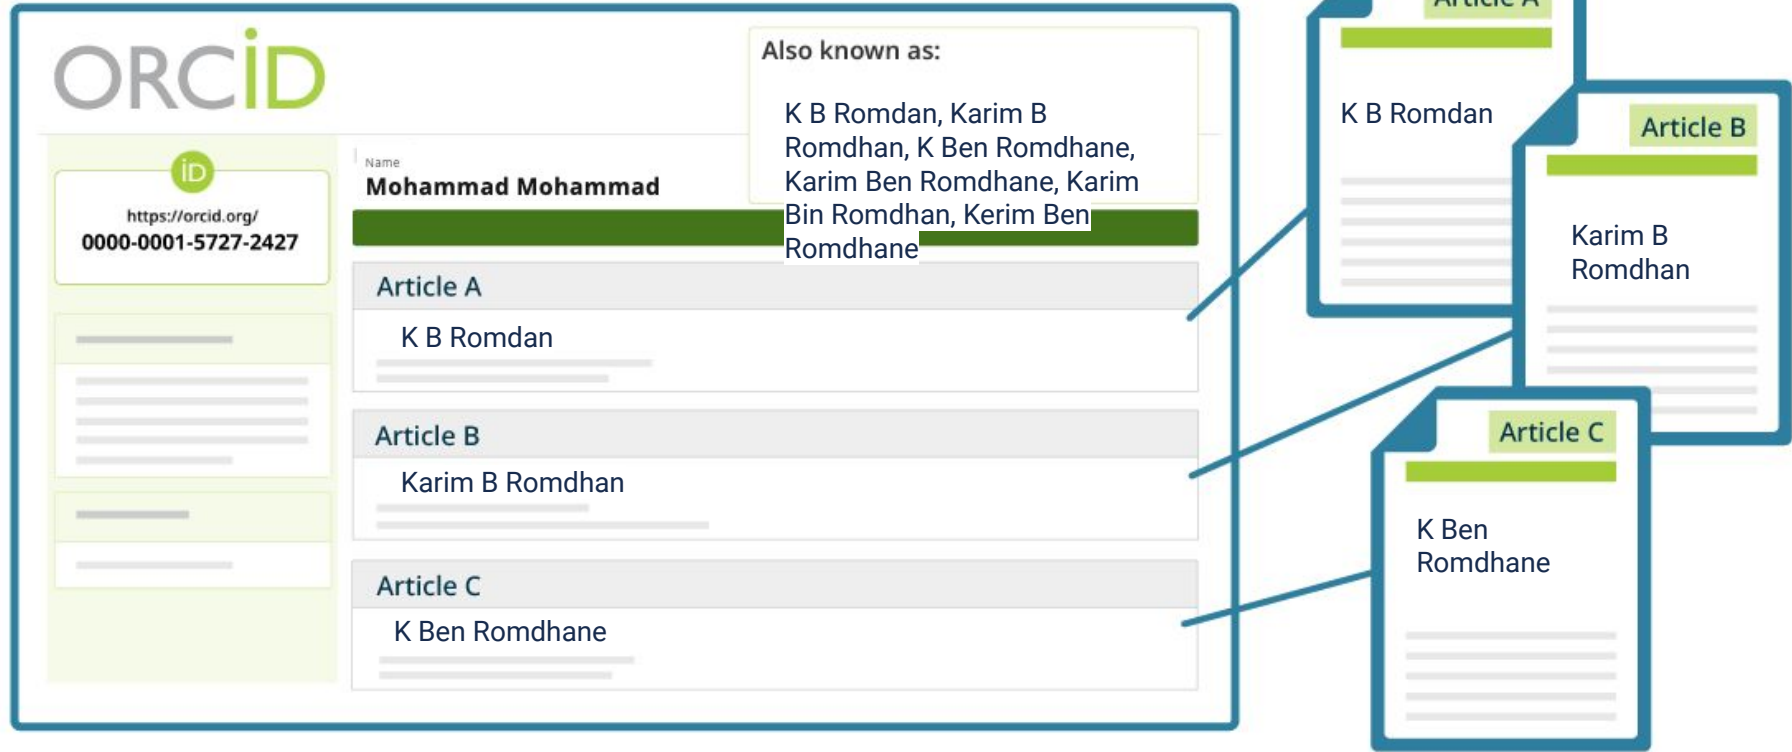 ORCID
Also known as:
K B Romdan, Karim B
Romdhan, K Ben Romdhane,
Karim Ben Romdhane, Karim
Bin Romdhan, Kerim Ben
Romdhane
iD
https://orcid.org/
0000-0001-5727-2427
Name
Mohammad Mohammad
Article A
K B Romdan
Article B
Karim B Romdhan
Article C
K Ben Romdhane
Article A
K B Romdan
Article B
Karim B
Romdhan
Article C
K Ben
Romdhane